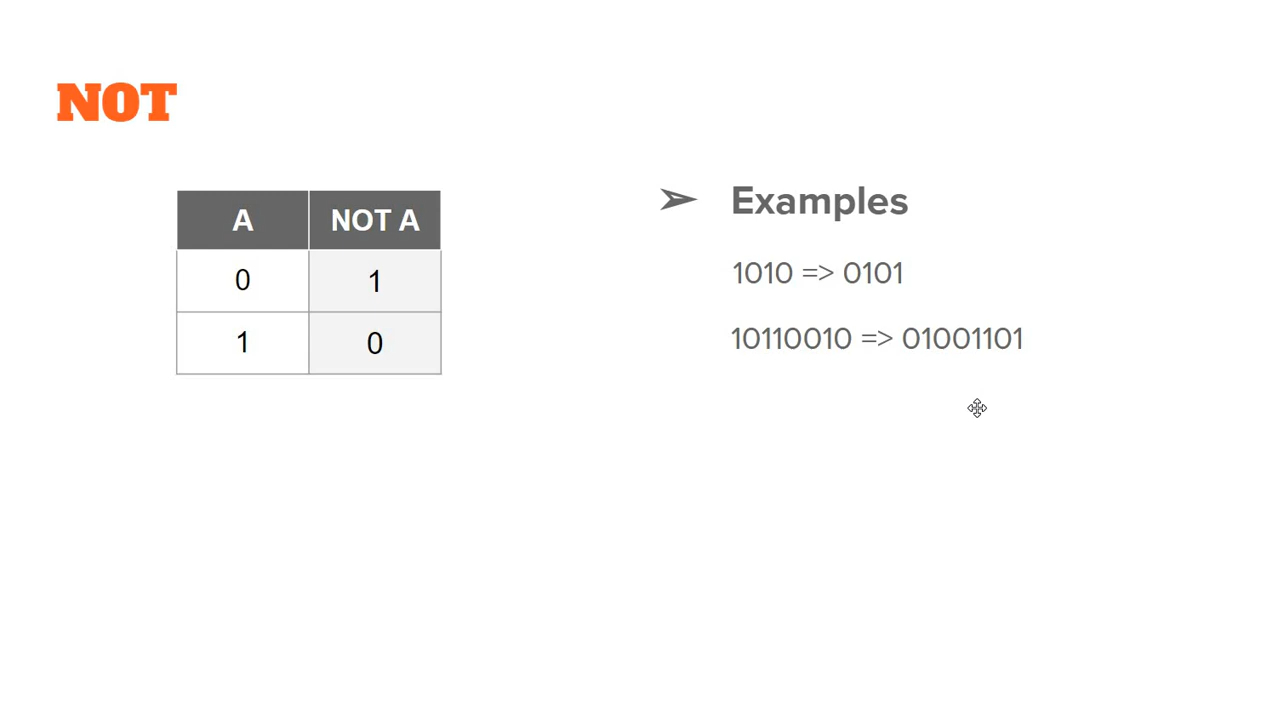 NOT
A NOT A
0 1
1 0
➢ Examples
1010 => 0101
10110010 => 01001101